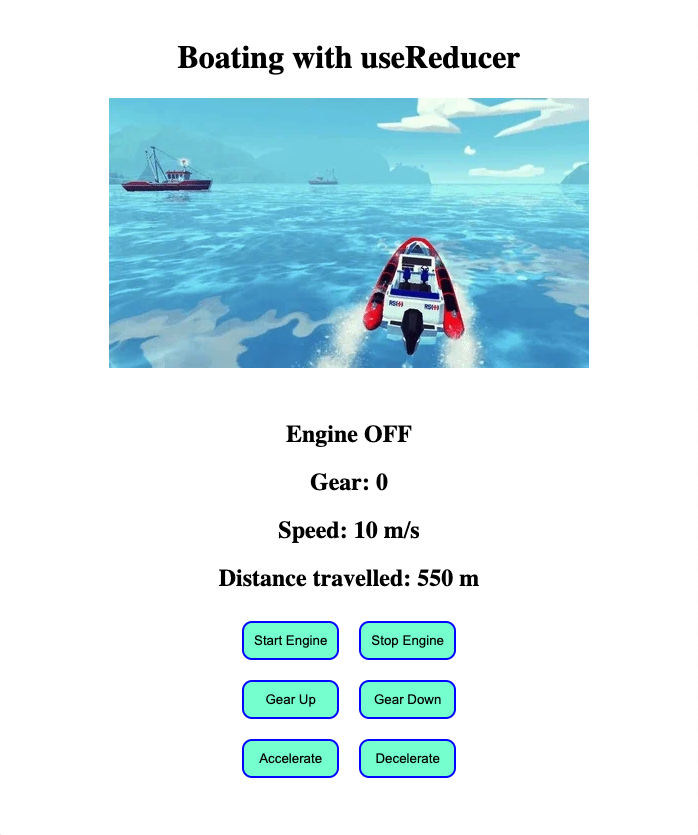 Boating with useReducer
Engine OFF
Gear: 0
Speed: 10 m/s
Distance travelled: 550 m
Start Engine Stop Engine
Gear Up Gear Down
Accelerate Decelerate